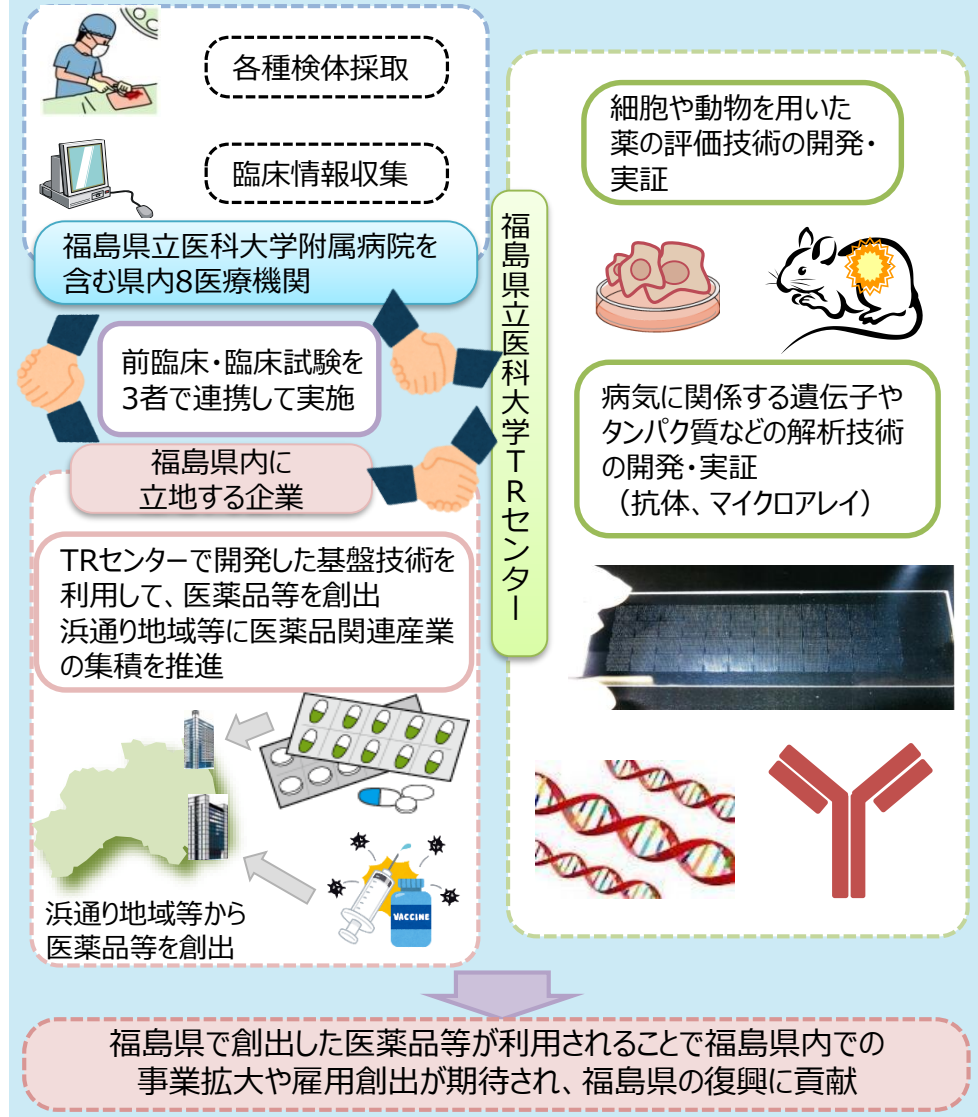 各種検体採取
臨床情報収集
福島県立医科大学附属病院を
含む県内8医療機関
前臨床・臨床試験を
3者で連携して実施
福島県内に
立地する企業
TRセンターで開発した基盤技術を
利用して、医薬品等を創出
浜通り地域等に医薬品関連産業
の集積を推進
VACCINE
浜通り地域等から
医薬品等を創出
福島県立医科大学TRセンター
細胞や動物を用いた
薬の評価技術の開発・
実証
病気に関係する遺伝子や
タンパク質などの解析技術
の開発・実証
（抗体、マイクロアレイ）
福島県で創出した医薬品等が利用されることで福島県内での
事業拡大や雇用創出が期待され、福島県の復興に貢献